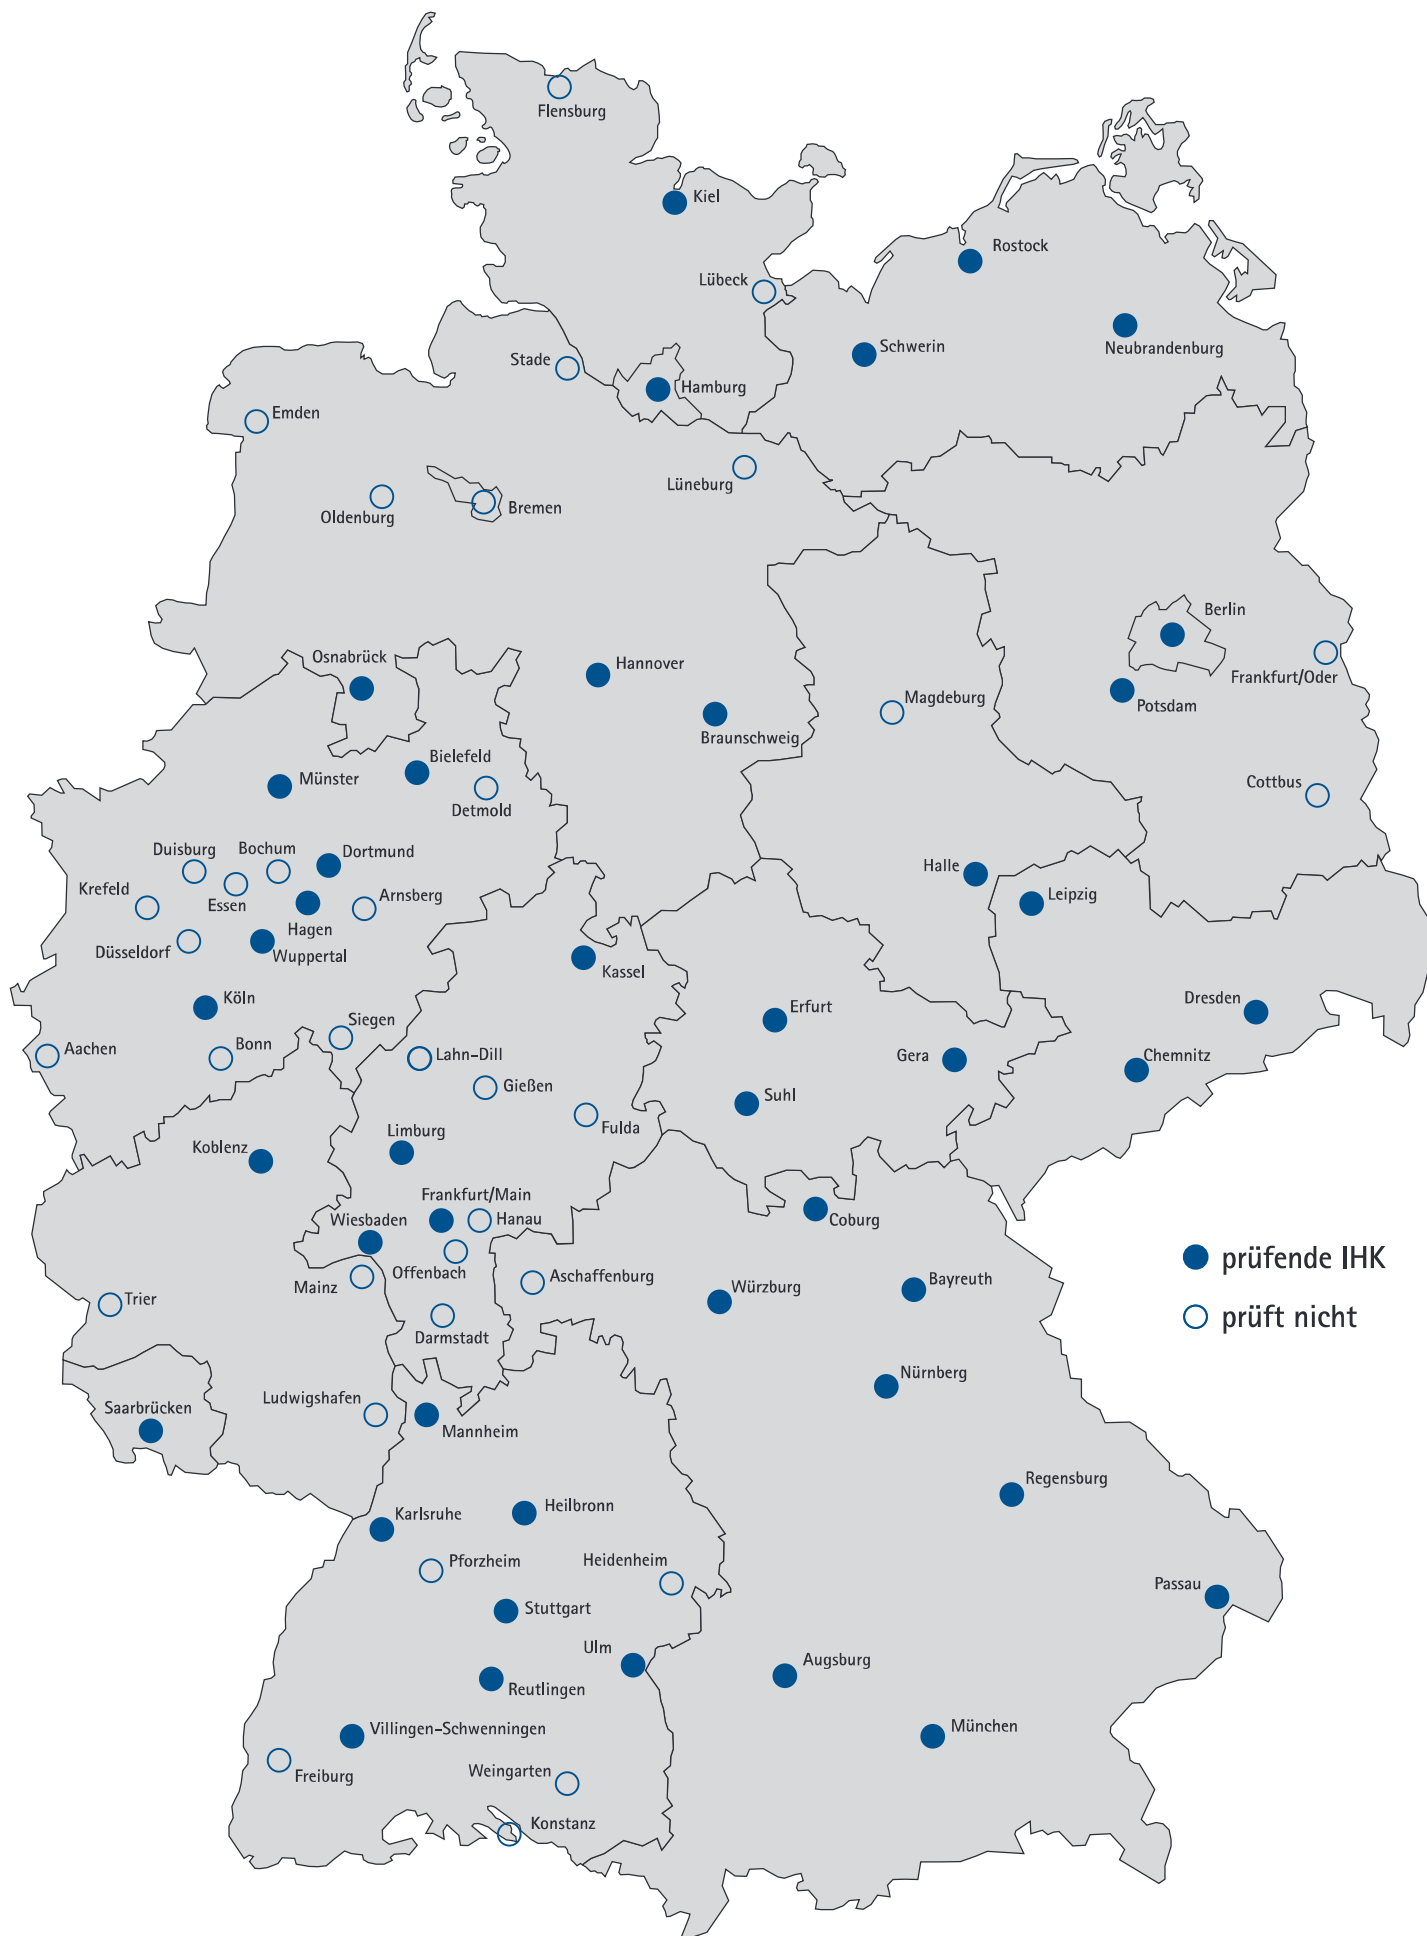 Flensburg
Kiel
Rostock
Lübeck
Neubrandenburg
Schwerin
Stade
Hamburg
Emden
Lüneburg
Oldenburg
Bremen
Berlin
Osnabrück
Hannover
Frankfurt/Oder
Magdeburg
Potsdam
Braunschweig
Bielefeld
Münster
Cottbus
Detmold
Duisburg
Bochum
Dortmund
Halle
Krefeld
Essen
Arnsberg
Leipzig
Hagen
Düsseldorf
Wuppertal
Kassel
Köln
Erfurt
Dresden
Siegen
Aachen
Bonn
Lahn-Dill
Gera
Chemnitz
Gießen
Suhl
Fulda
Limburg
Koblenz
Frankfurt/Main
Wiesbaden
Hanau
Coburg
prüfende IHK
Offenbach
Mainz
Aschaffenburg
Würzburg
Bayreuth
Trier
prüft nicht
Darmstadt
Nürnberg
Ludwigshafen
Saarbrücken
Mannheim
Regensburg
Heilbronn
Karlsruhe
Pforzheim
Heidenheim
Passau
Stuttgart
Ulm
Augsburg
Reutlingen
Villingen-Schwenningen
München
Freiburg
Weingarten
Konstanz